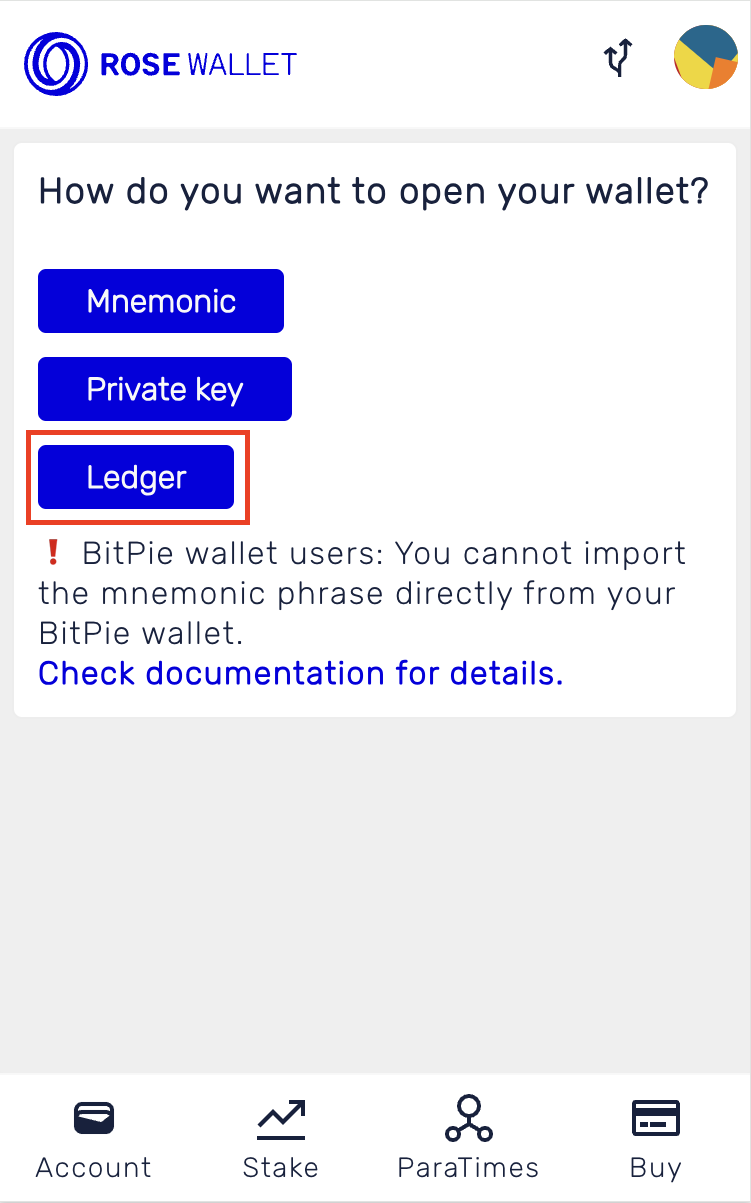 ROSE WALLET
How do you want to open your wallet?
Mnemonic
Private key
Ledger
❗ BitPie wallet users: You cannot import
the mnemonic phrase directly from your
BitPie wallet.
Check documentation for details.
Account
Stake
ParaTimes
Buy